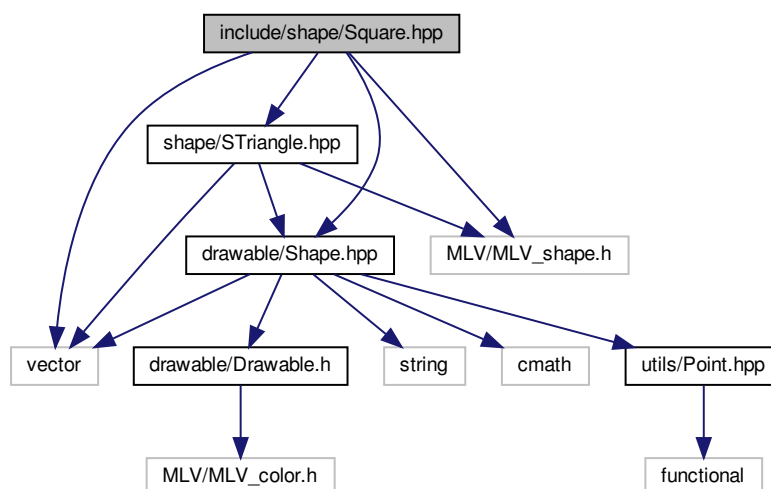 include/shape/Square.hpp
shape/STriangle.hpp
drawable/Shape.hpp
MLV/MLV_shape.h
vector
drawable/Drawable.h
string
cmath
utils/Point.hpp
MLV/MLV_color.h
functional